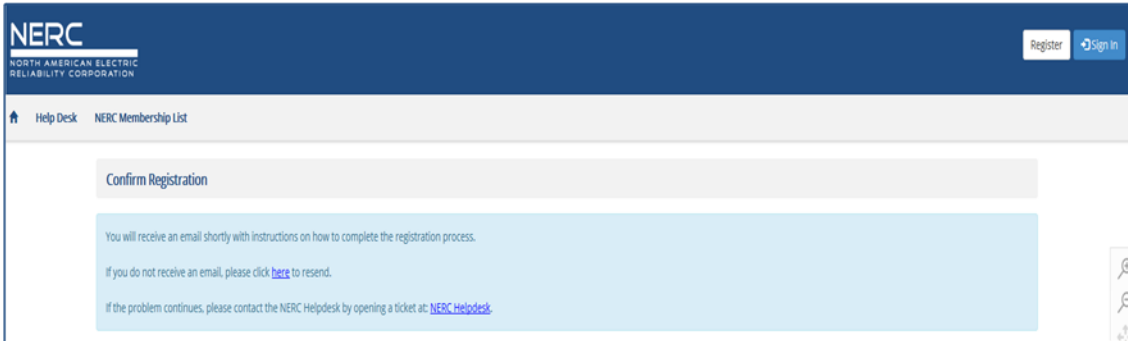 NERC
NORTH AMERICAN ELECTRIC
RELIABILITY CORPORATION
Register
Sign In
Help Desk
NERC Membership List
Confirm Registration
You will receive an email shortly with instructions on how to complete the registration process.
If you do not receive an email, please click here to resend.
If the problem continues, please contact the NERC Helpdesk by opening a ticket at: NERC Helpdesk.